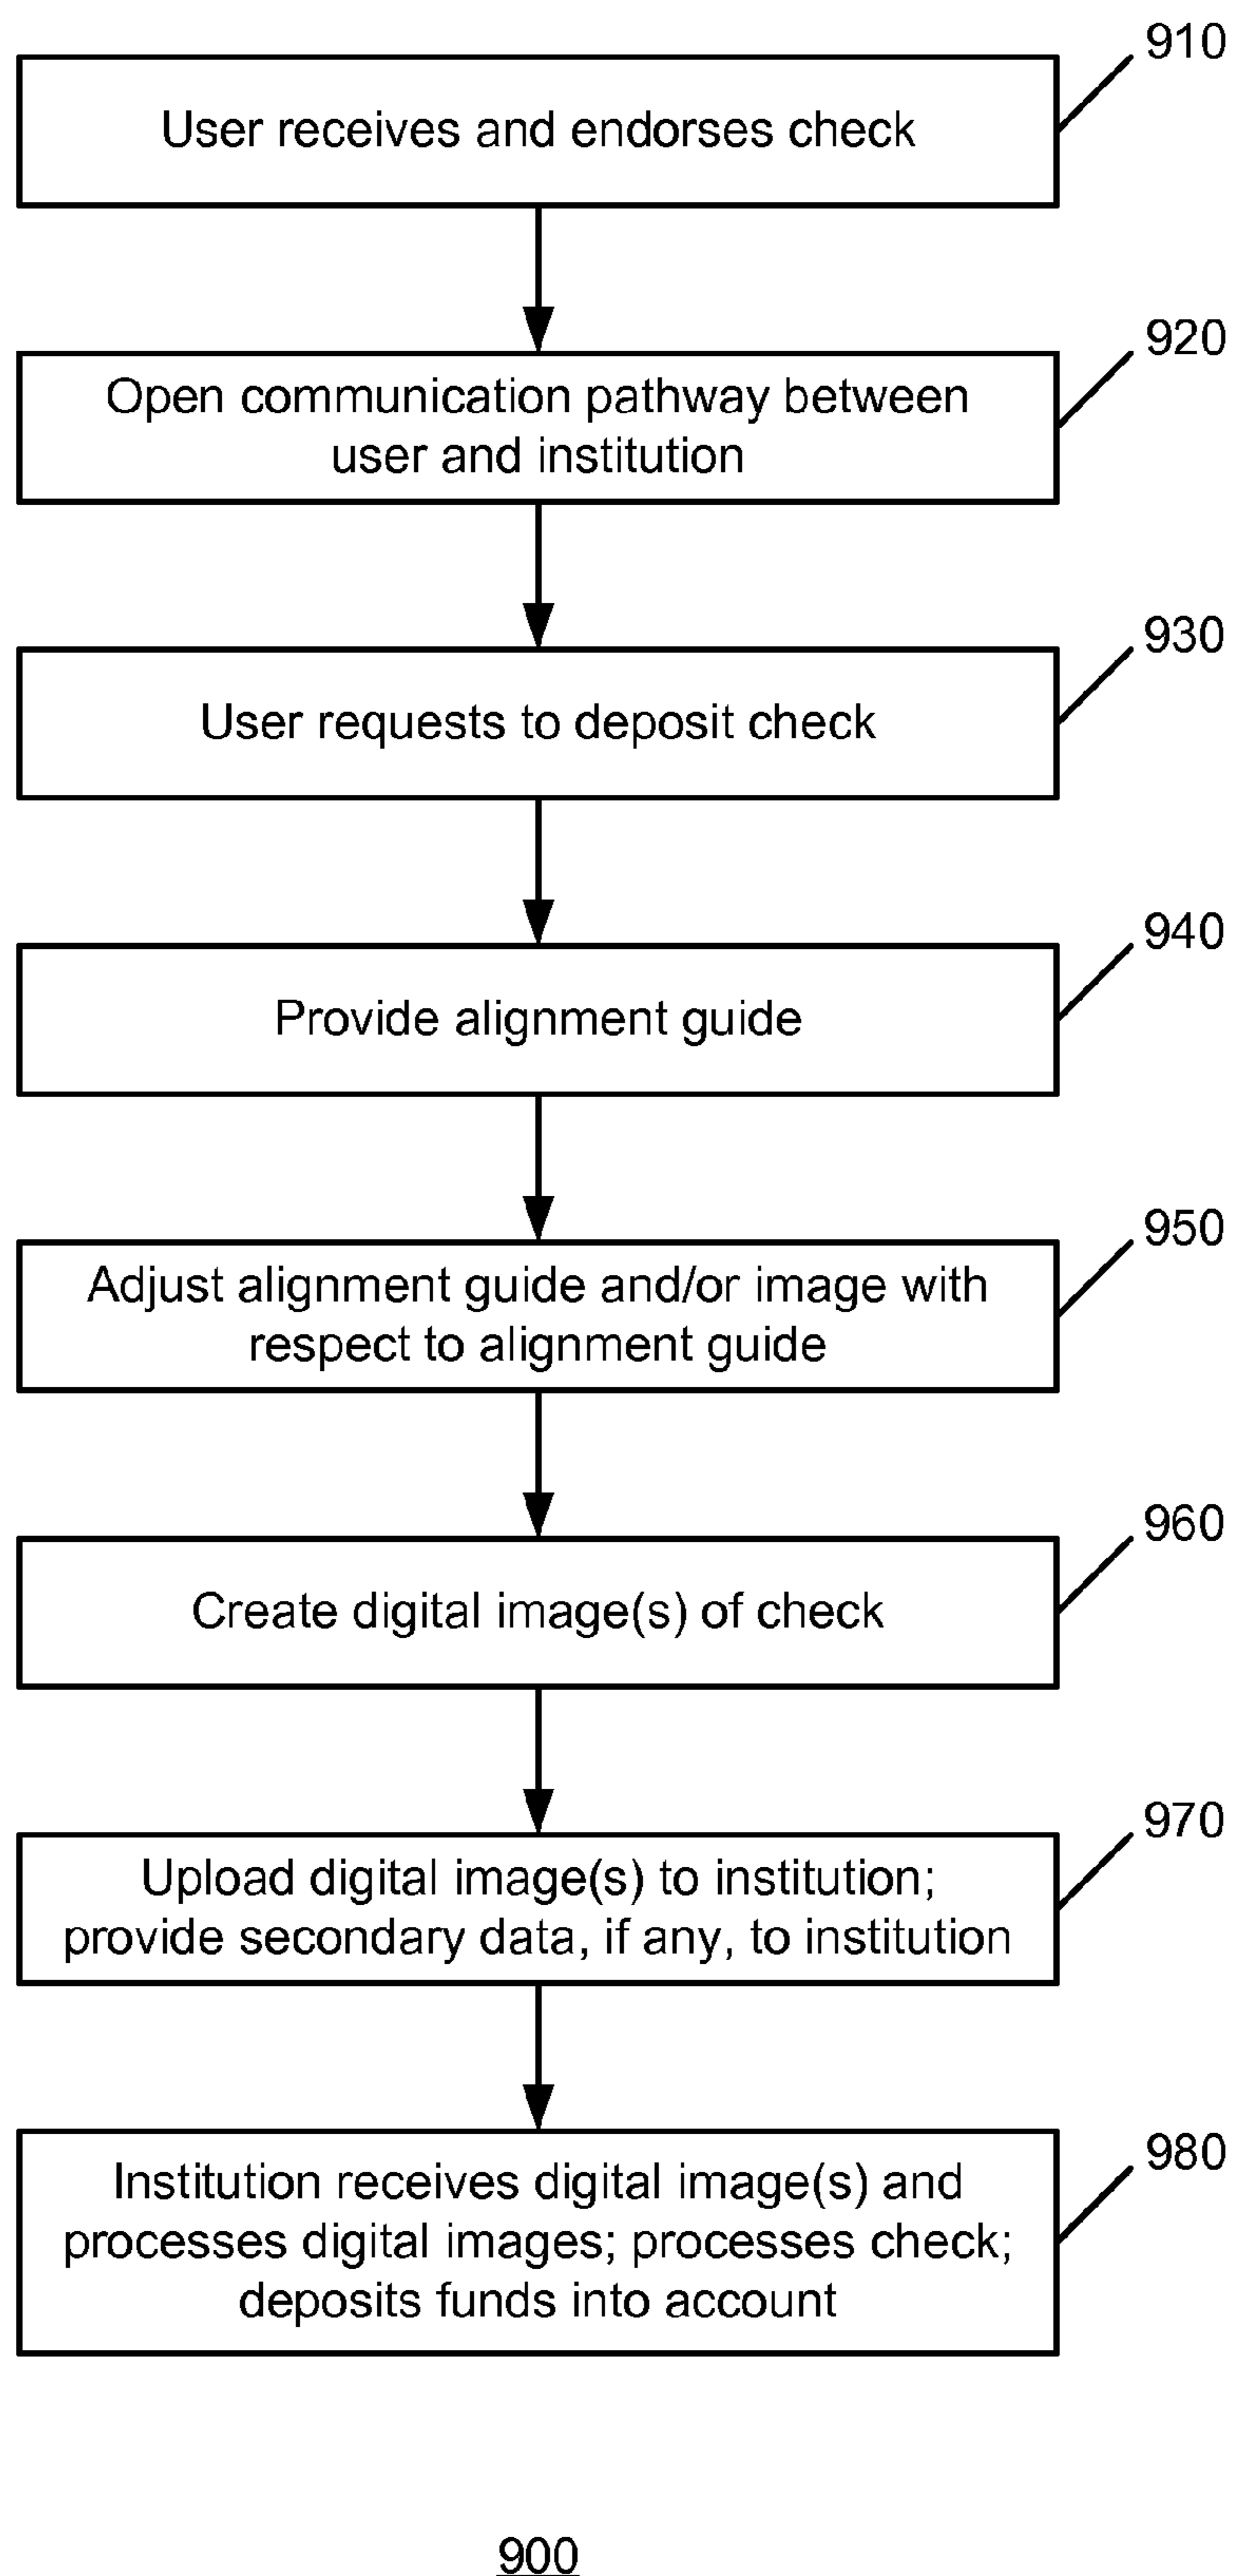 910
User receives and endorses check
920
Open communication pathway between
user and institution
930
User requests to deposit check
940
Provide alignment guide
950
Adjust alignment guide and/or image with
respect to alignment guide
960
Create digital image(s) of check
970
Upload digital image(s) to institution;
provide secondary data, if any, to institution
980
Institution receives digital image(s) and
processes digital images; processes check;
deposits funds into account
900